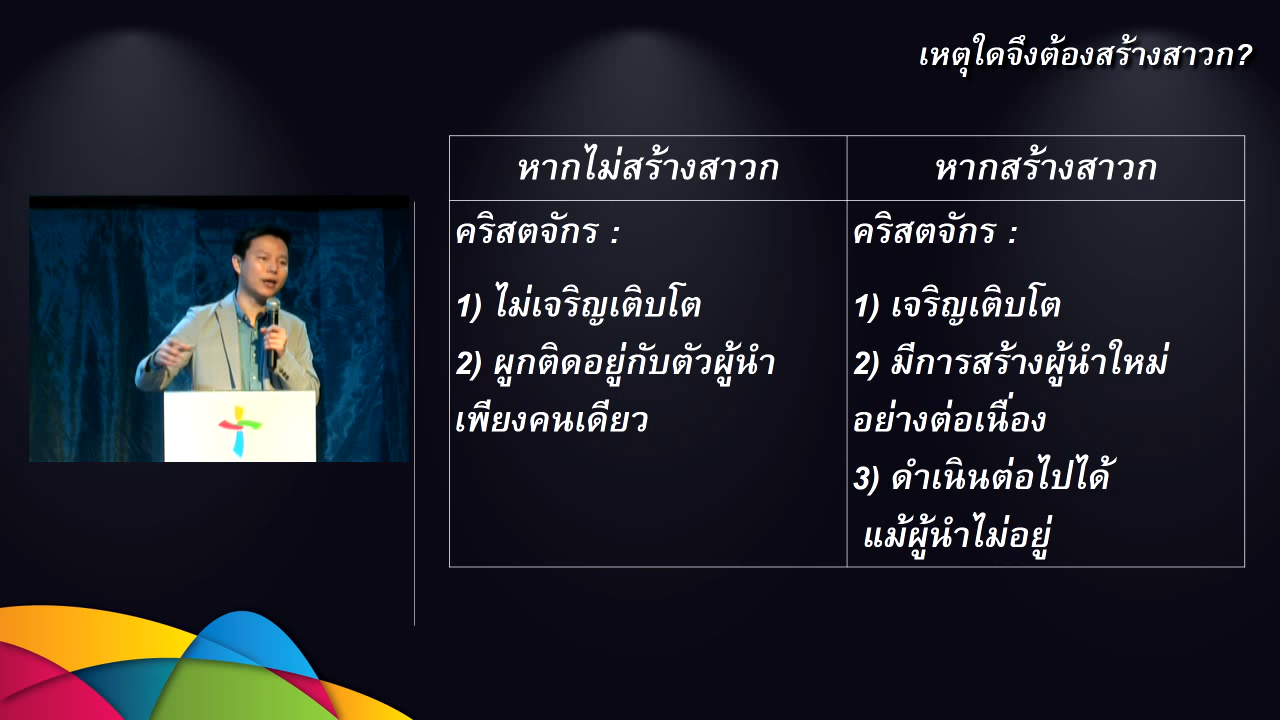 เหตุใดจึงต้องสร้างสาวก?
หากไม่สร้างสาวก
หากสร้างสาวก
คริสตจักร :
1) ไม่เจริญเติบโต
2) ผูกติดอยู่กับตัวผู้นำ
เพียงคนเดียว
คริสตจักร :
1) เจริญเติบโต
2) มีการสร้างผู้นำใหม่
อย่างต่อเนื่อง
3) ดำเนินต่อไปได้
แม้ผู้นำไม่อยู่